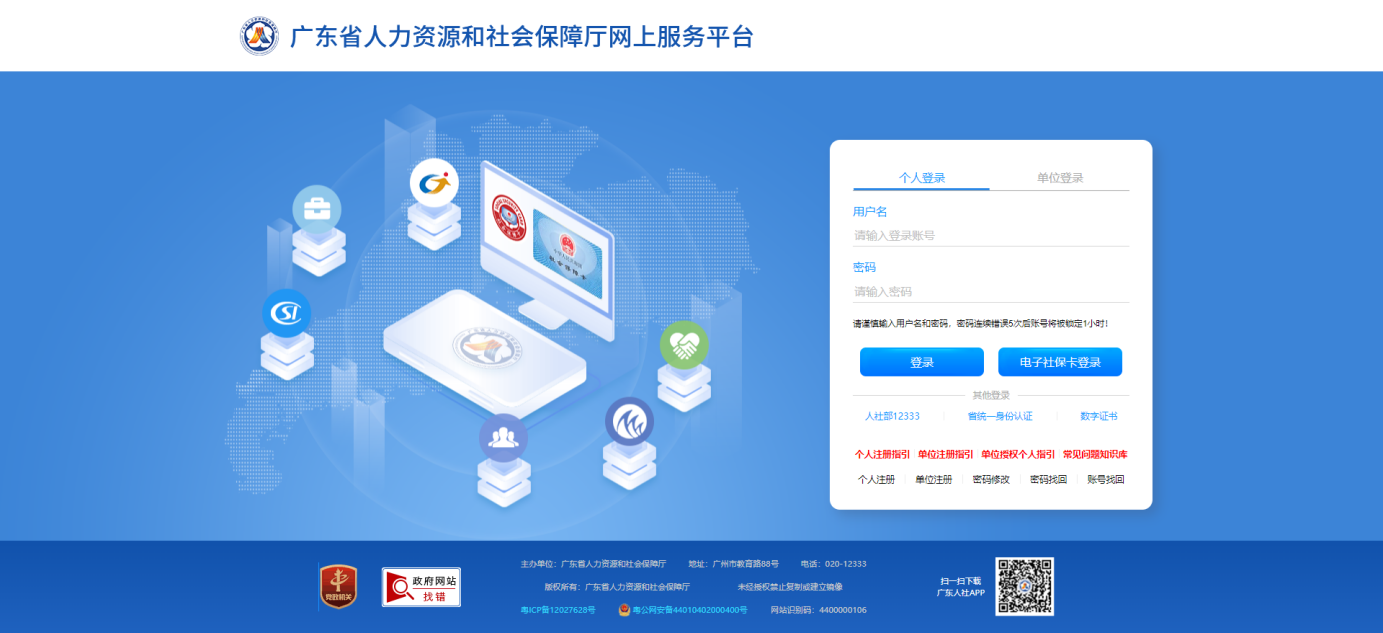 广东省人力资源和社会保障厅网上服务平台
个人登录 单位登录
用户名
请输入登录账号
密码
请输入密码
请谨慎输入用户名和密码，密码连续错误5次后账号将被锁定1小时！
登录 电子社保卡登录
其他登录
人社部12333 省统一身份认证 数字证书
个人注册指引 单位注册指引 单位授权个人指引 常见问题知识库
个人注册 单位注册 密码修改 密码找回 账号找回
社会保障卡
党政机关
政府网站
找错
主办单位：广东省人力资源和社会保障厅 地址：广州市教育路88号 电话：020-12333
版权所有：广东省人力资源和社会保障厅 未经授权禁止复制或建立镜像
粤ICP备12027628号 粤公网安备44010402000400号 网站识别码：4400000106
扫一扫下载
广东人社APP